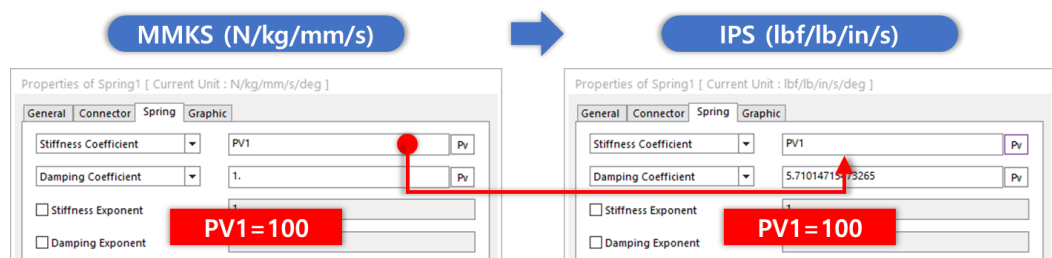 MMKS (N/kg/mm/s)
IPS (lbf/lb/in/s)
Properties of Spring1 [ Current Unit : N/kg/mm/s/deg ]
General Connector Spring Graphic
Stiffness Coefficient PV1 Pv
Damping Coefficient 1. Pv
Stiffness Exponent
Damping Exponent
PV1=100
Properties of Spring1 [ Current Unit : lbf/lb/in/s/deg ]
General Connector Spring Graphic
Stiffness Coefficient PV1 Pv
Damping Coefficient Pv
Stiffness Exponent
Damping Exponent
PV1=100